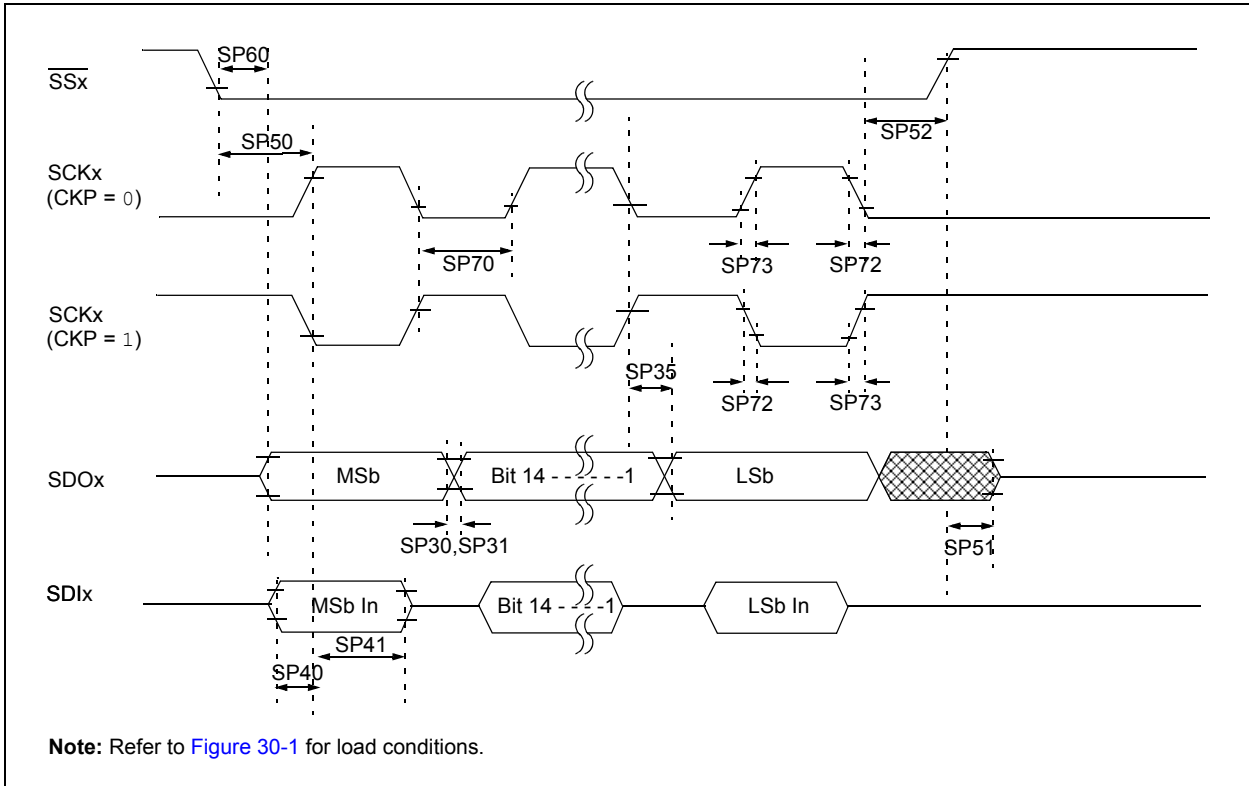 SP60
SSx
SP52
SP50
SCKx
(CKP = 0)
SP70
SP73
SP72
SCKx
(CKP = 1)
SP35
SP72
SP73
SDOx
MSb
Bit 14 - - - - - -1
LSb
SP30,SP31
SP51
SDIx
MSb In
Bit 14 - - - -1
LSb In
SP41
SP40
Note: Refer to Figure 30-1 for load conditions.